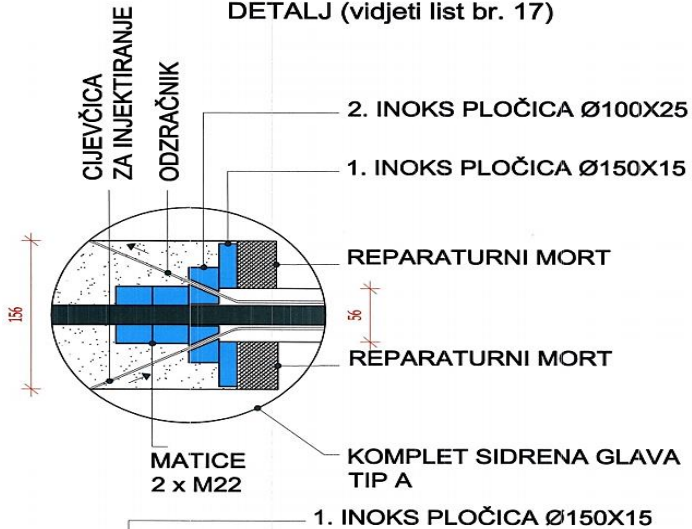 DETALJ (vidjeti list br. 17)
CIJEVČICA
ZA INJEKTIRANJE
ODZRAČNIK
2. INOKS PLOČICA Ø100X25
1. INOKS PLOČICA Ø150X15
REPARATURNI MORT
156
56
REPARATURNI MORT
MATICE
2 x M22
KOMPLET SIDRENA GLAVA
TIP A
1. INOKS PLOČICA Ø150X15